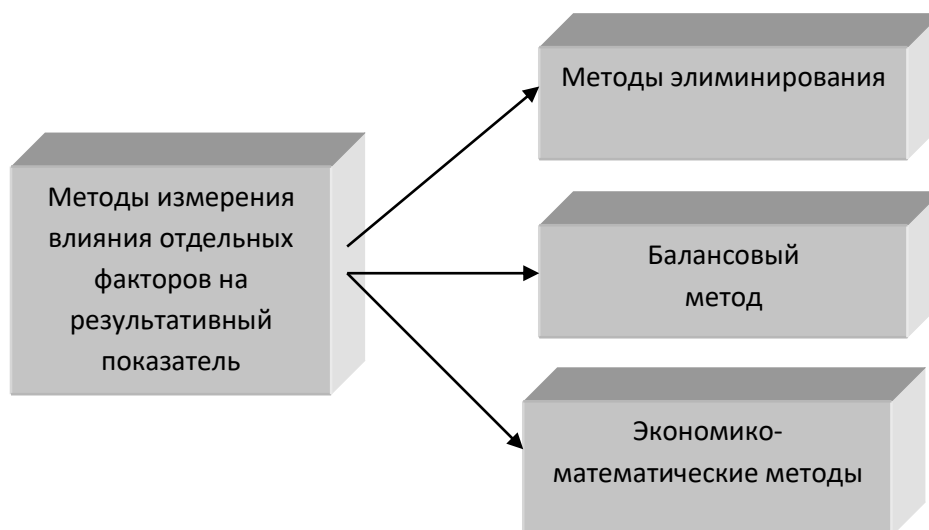 Методы измерения
влияния отдельных
факторов на
результативный
показатель
Методы элиминирования
Балансовый
метод
Экономико-
математические методы